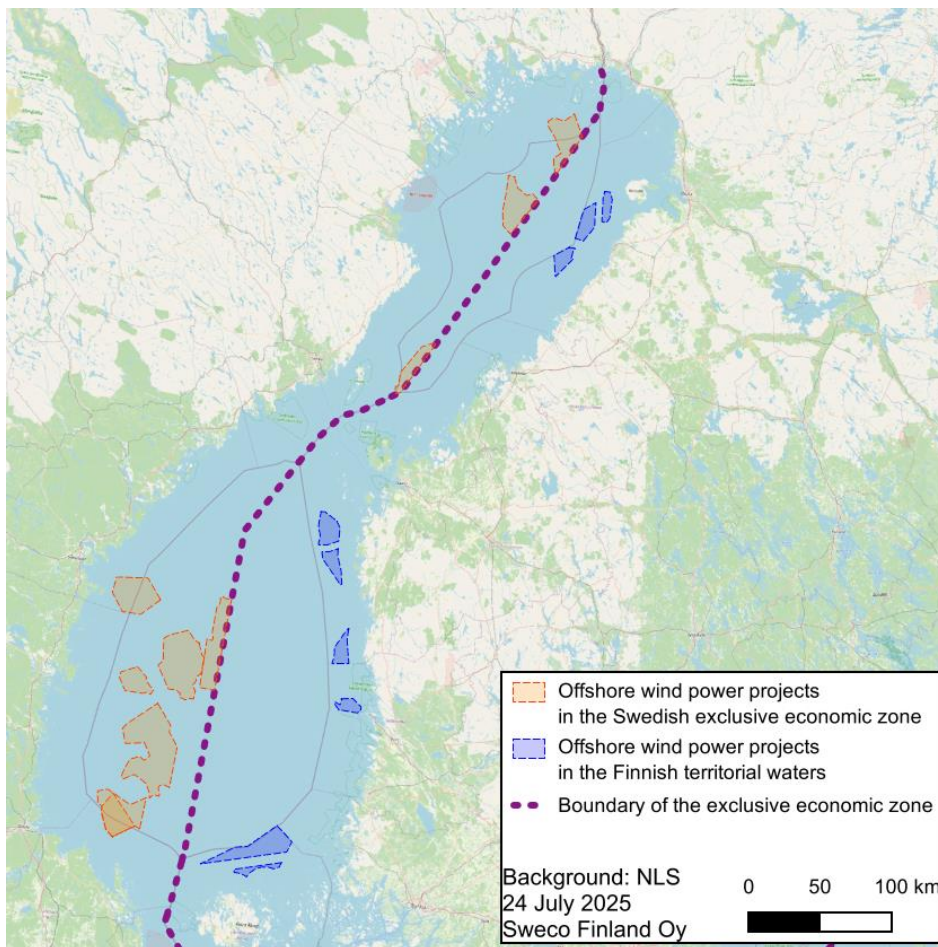 Offshore wind power projects
in the Swedish exclusive economic zone
Offshore wind power projects
in the Finnish territorial waters
Boundary of the exclusive economic zone
Background: NLS
24 July 2025
Sweco Finland Oy
0 50 100 km